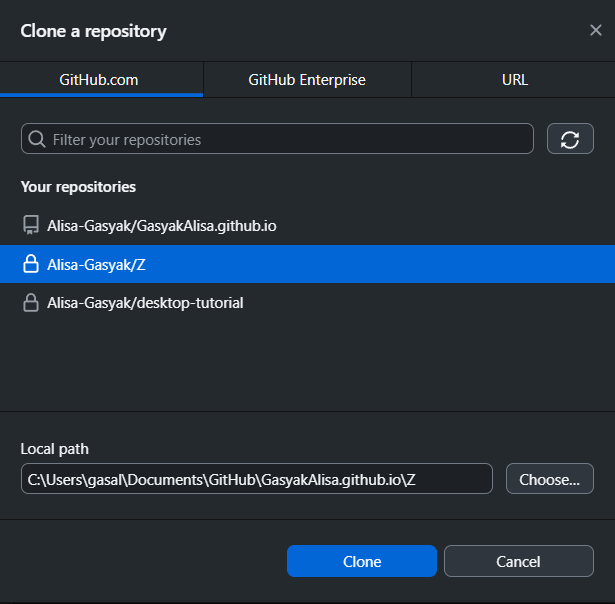 Clone a repository
GitHub.com
GitHub Enterprise
URL
Filter your repositories
Your repositories
Alisa-Gasyak/GasyakAlisa.github.io
Alisa-Gasyak/Z
Alisa-Gasyak/desktop-tutorial
Local path
C:\Users\gasal\Documents\GitHub\GasyakAlisa.github.io\Z
Choose...
Clone
Cancel